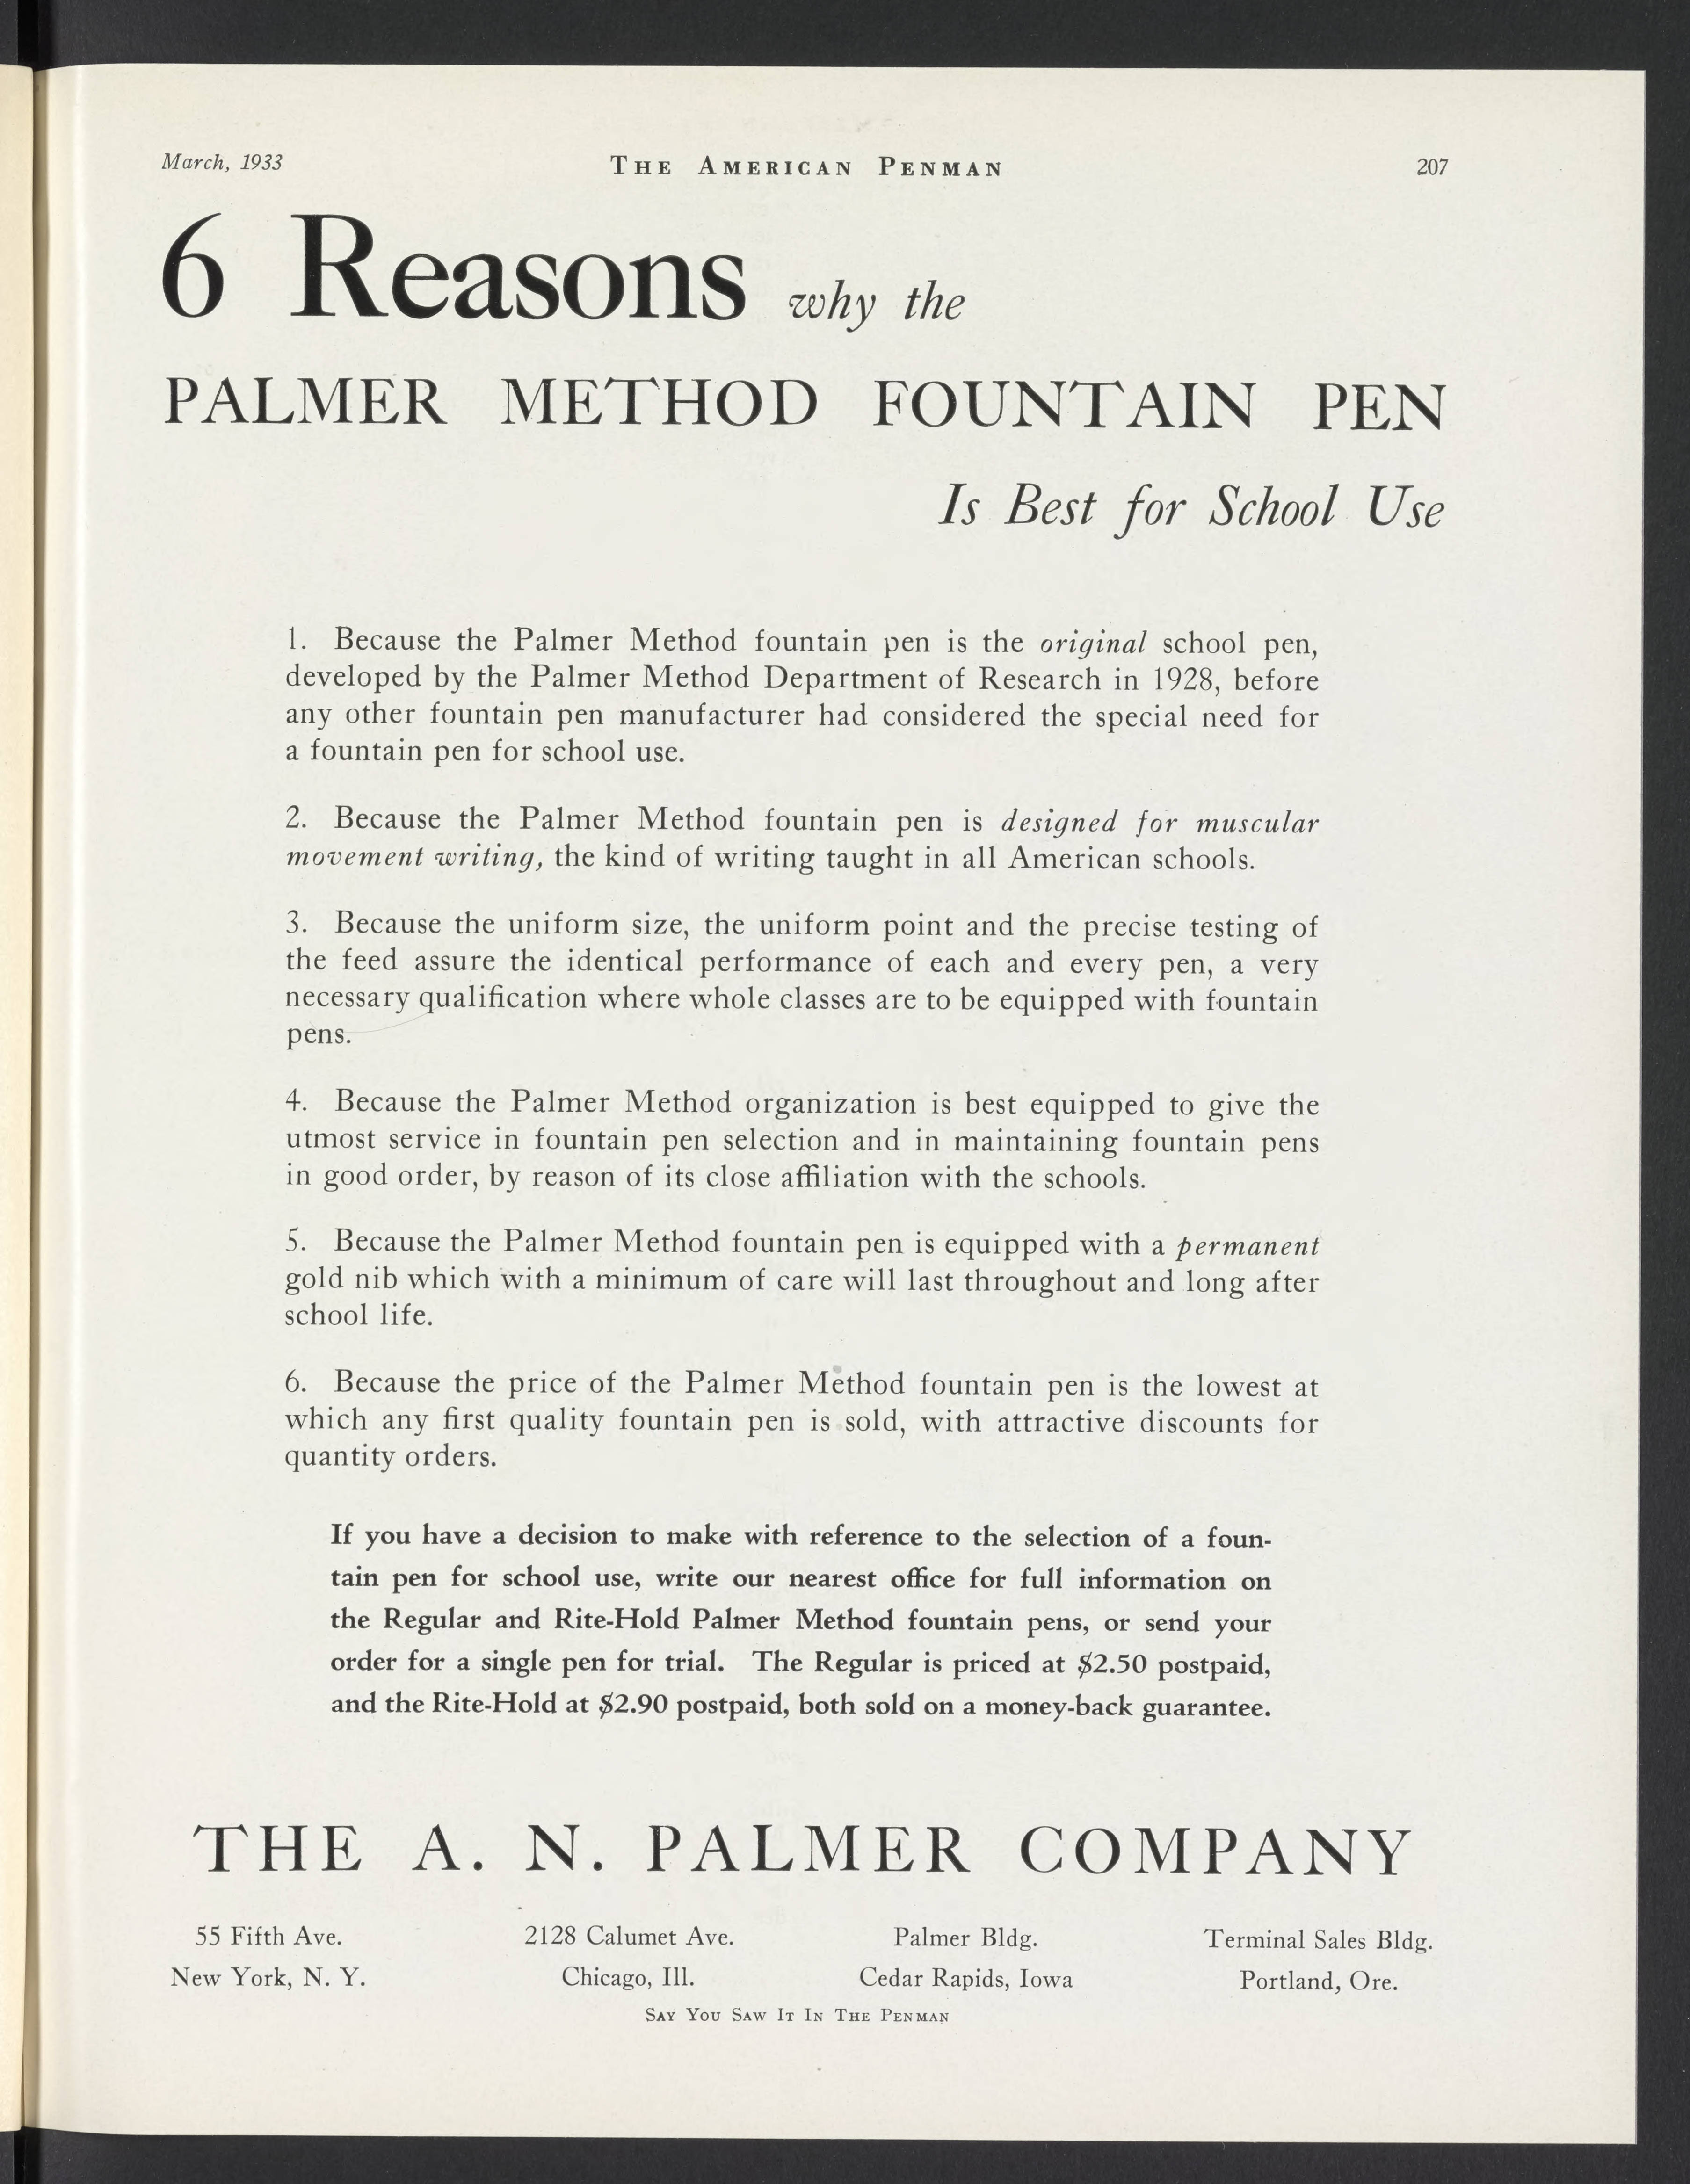 March, 1933
THE AMERICAN PENMAN
207
6 Reasons why the
PALMER METHOD FOUNTAIN PEN
Is Best for School Use
1. Because the Palmer Method fountain pen is the original school pen,
developed by the Palmer Method Department of Research in 1928, before
any other fountain pen manufacturer had considered the special need for
a fountain pen for school use.
2. Because the Palmer Method fountain pen is designed for muscular
movement writing, the kind of writing taught in all American schools.
3. Because the uniform size, the uniform point and the precise testing of
the feed assure the identical performance of each and every pen, a very
necessary qualification where whole classes are to be equipped with fountain
pens.
4. Because the Palmer Method organization is best equipped to give the
utmost service in fountain pen selection and in maintaining fountain pens
in good order, by reason of its close affiliation with the schools.
5. Because the Palmer Method fountain pen is equipped with a permanent
gold nib which with a minimum of care will last throughout and long after
school life.
6. Because the price of the Palmer Method fountain pen is the lowest at
which any first quality fountain pen is sold, with attractive discounts for
quantity orders.
If you have a decision to make with reference to the selection of a foun-
tain pen for school use, write our nearest office for full information on
the Regular and Rite-Hold Palmer Method fountain pens, or send your
order for a single pen for trial. The Regular is priced at $2.50 postpaid,
and the Rite-Hold at $2.90 postpaid, both sold on a money-back guarantee.
THE A. N. PALMER COMPANY
55 Fifth Ave.
New York, N. Y.
2128 Calumet Ave.
Chicago, Ill.
Palmer Bldg.
Cedar Rapids, Iowa
Terminal Sales Bldg.
Portland, Ore.
SAY YOU SAW IT IN THE PENMAN